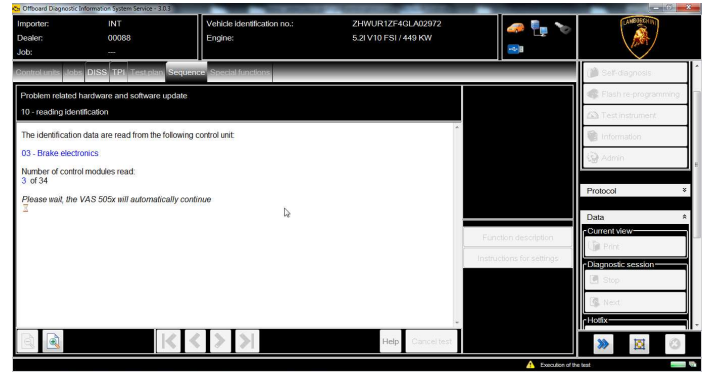 Offboard Diagnostic Information System Service - 3.0.3
Importer: INT
Dealer: 00088
Job: ---
Vehicle identification no.: ZHWUR1ZF4GLA02972
Engine: 5.2l V10 FSI / 449 KW
LAMBORGHINI
Control units Jobs DISS TPI Test plan Sequence Special functions
Problem related hardware and software update
10 - reading identification
The identification data are read from the following control unit:
03 - Brake electronics
Number of control modules read:
3 of 34
Please wait, the VAS 505x will automatically continue
Function description
Instructions for settings
Help
Cancel test
Self-diagnosis
Flash re-programming
Test instrument
Information
Admin
Protocol
Data
Current view
Print
Diagnostic session
Stop
Next
Hotfix
Execution of the test